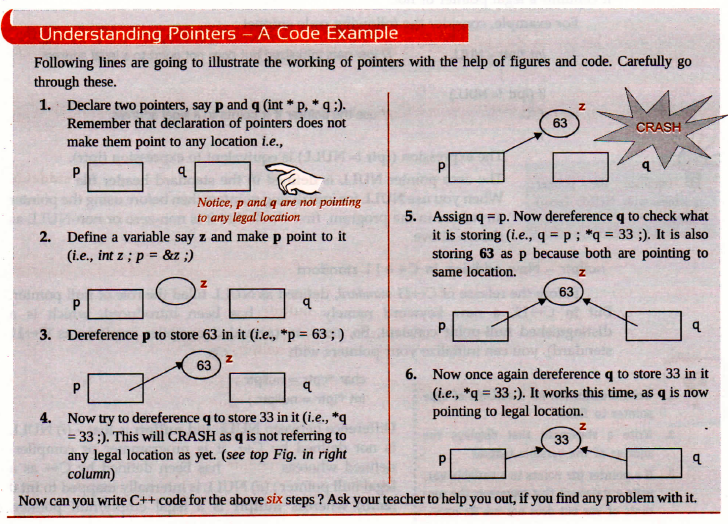 Understanding Pointers – A Code Example
Following lines are going to illustrate the working of pointers with the help of figures and code. Carefully go
through these.
1. Declare two pointers, say p and q (int * p, * q ;).
Remember that declaration of pointers does not
make them point to any location i.e.,
p q
Notice, p and q are not pointing
to any legal location
2. Define a variable say z and make p point to it
(i.e., int z ; p = &z ;)
z
p q
3. Dereference p to store 63 in it (i.e., *p = 63 ; )
z
63
p q
4. Now try to dereference q to store 33 in it (i.e., *q
= 33 ;). This will CRASH as q is not referring to
any legal location as yet. (see top Fig. in right
column)
z
63
CRASH
p q
5. Assign q = p. Now dereference q to check what
it is storing (i.e., q = p ; *q = 33 ;). It is also
storing 63 as p because both are pointing to
same location.
z
63
p q
6. Now once again dereference q to store 33 in it
(i.e., *q = 33 ;). It works this time, as q is now
pointing to legal location.
z
33
p q
Now can you write C++ code for the above six steps ? Ask your teacher to help you out, if you find any problem with it.